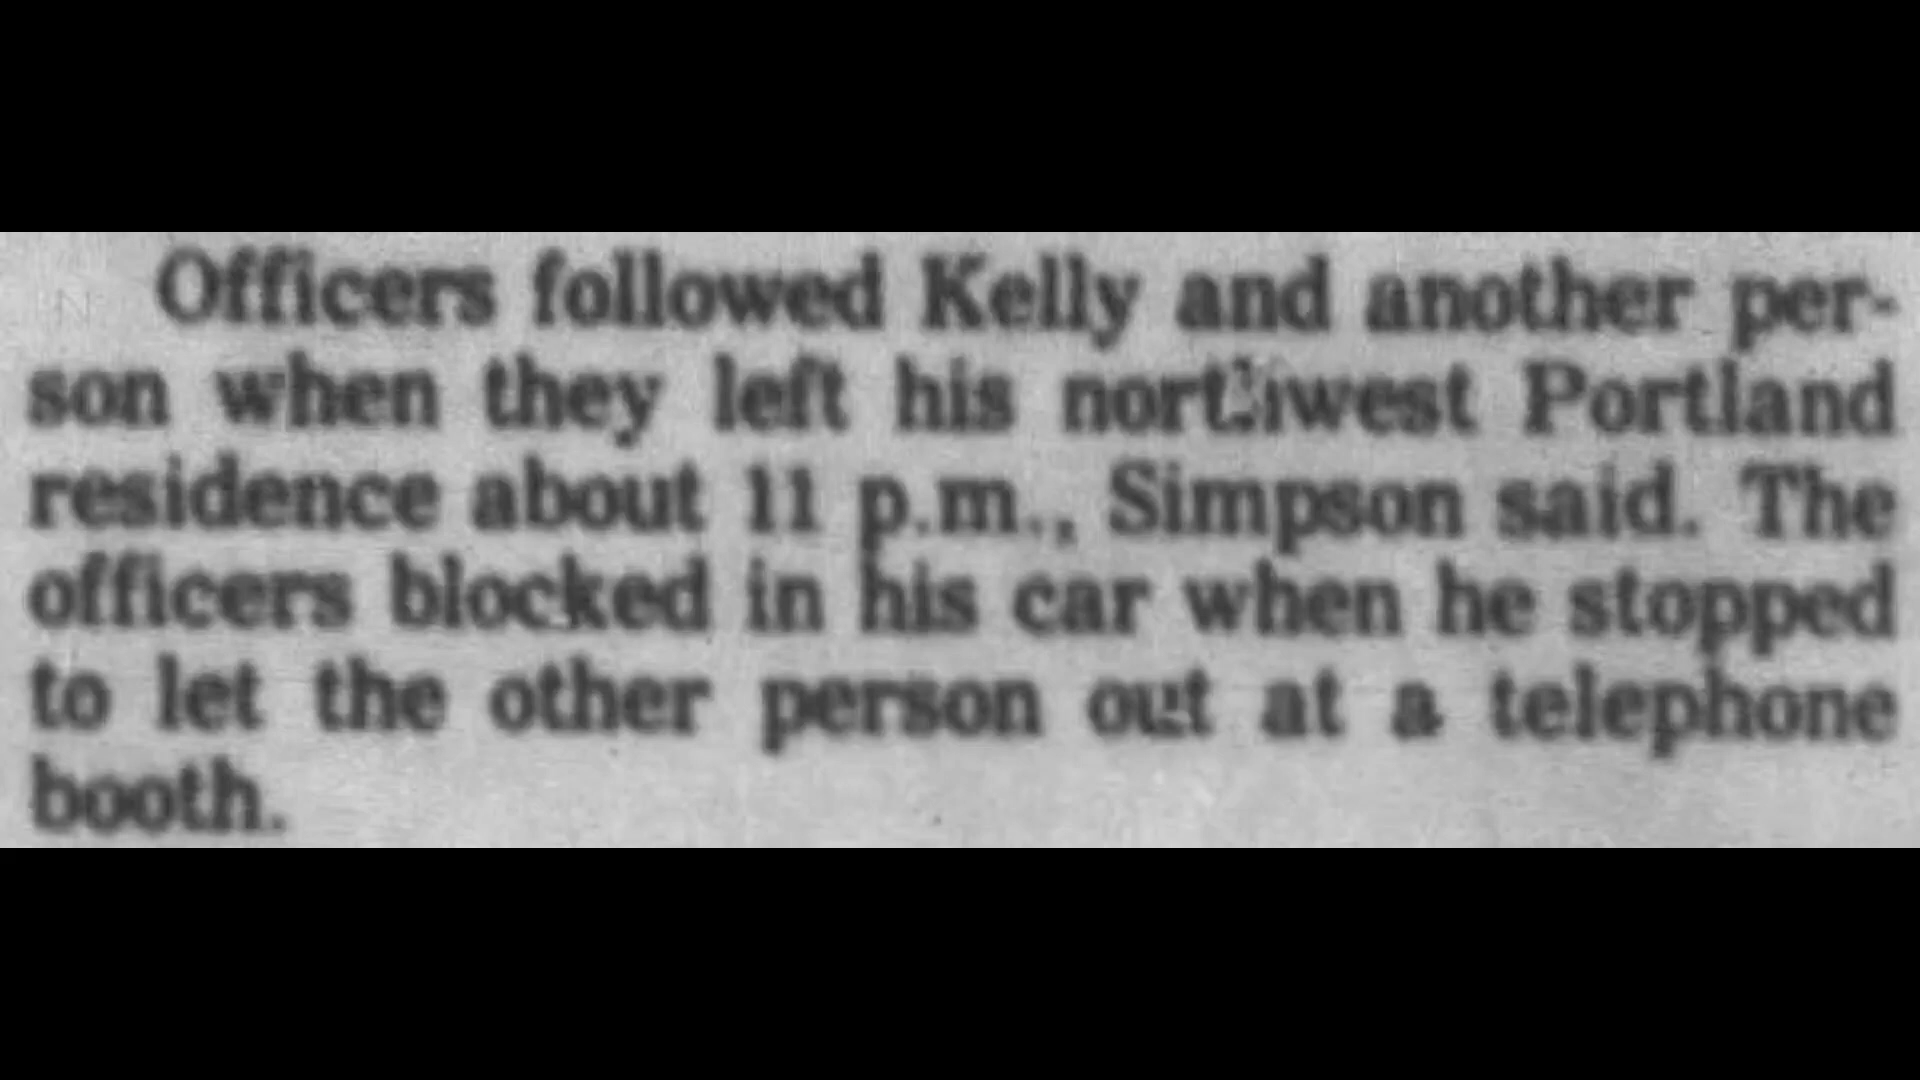 Officers followed Kelly and another per-
son when they left his northwest Portland
residence about 11 p.m., Simpson said. The
officers blocked in his car when he stopped
to let the other person out at a telephone
booth.